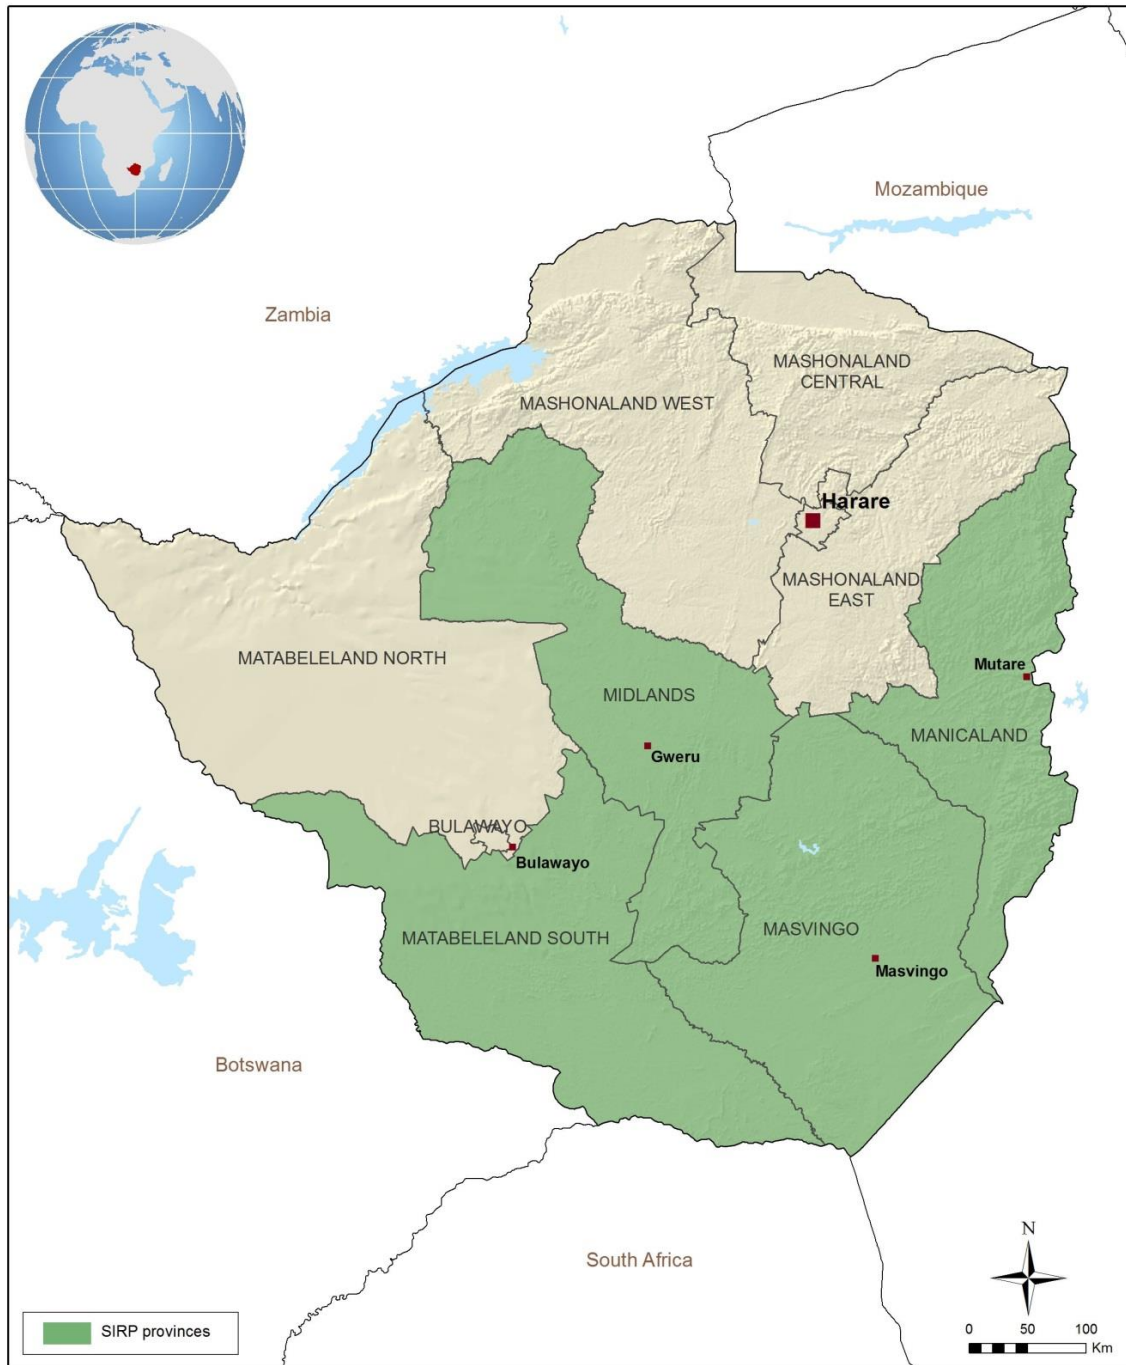 Mozambique
Zambia
MASHONALAND
CENTRAL
MASHONALAND WEST
Harare
MASHONALAND
EAST
MATABELELAND NORTH
Mutare
MIDLANDS
MANICALAND
Gweru
BULAWAYO
Bulawayo
MASVINGO
MATABELELAND SOUTH
Masvingo
Botswana
South Africa
N
SIRP provinces
0 50 100
Km